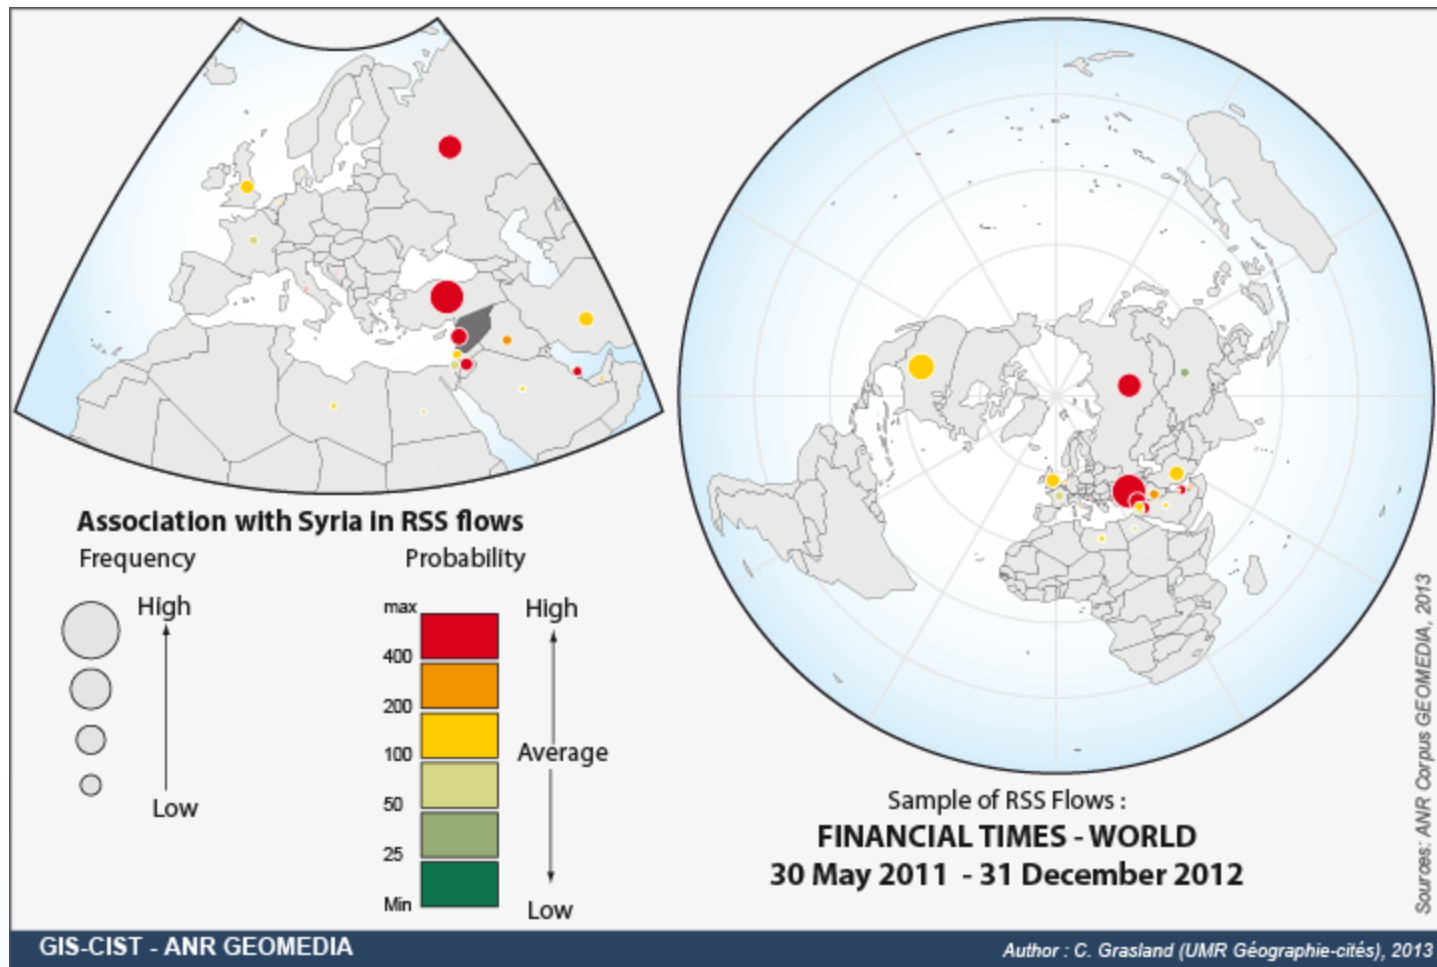 Association with Syria in RSS flows
Frequency
Probability
High
Low
max
400
200
100
50
25
Min
High
Average
Low
Sample of RSS Flows :
FINANCIAL TIMES - WORLD
30 May 2011 - 31 December 2012
Sources: ANR Corpus GEOMEDIA, 2013
GIS-CIST - ANR GEOMEDIA
Author : C. Grasland (UMR Géographie-cités), 2013